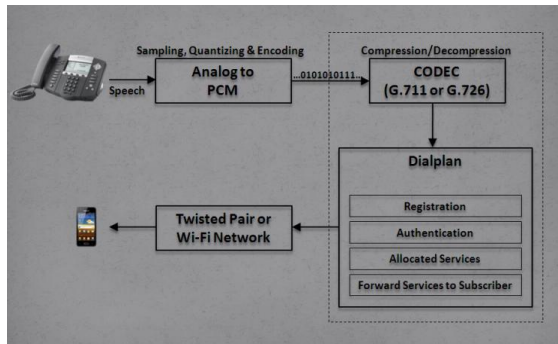 Sampling, Quantizing & Encoding
Compression/Decompression
Speech
Analog to
PCM
...0101010111...
CODEC
(G.711 or G.726)
Dialplan
Registration
Authentication
Allocated Services
Forward Services to Subscriber
Twisted Pair or
Wi-Fi Network